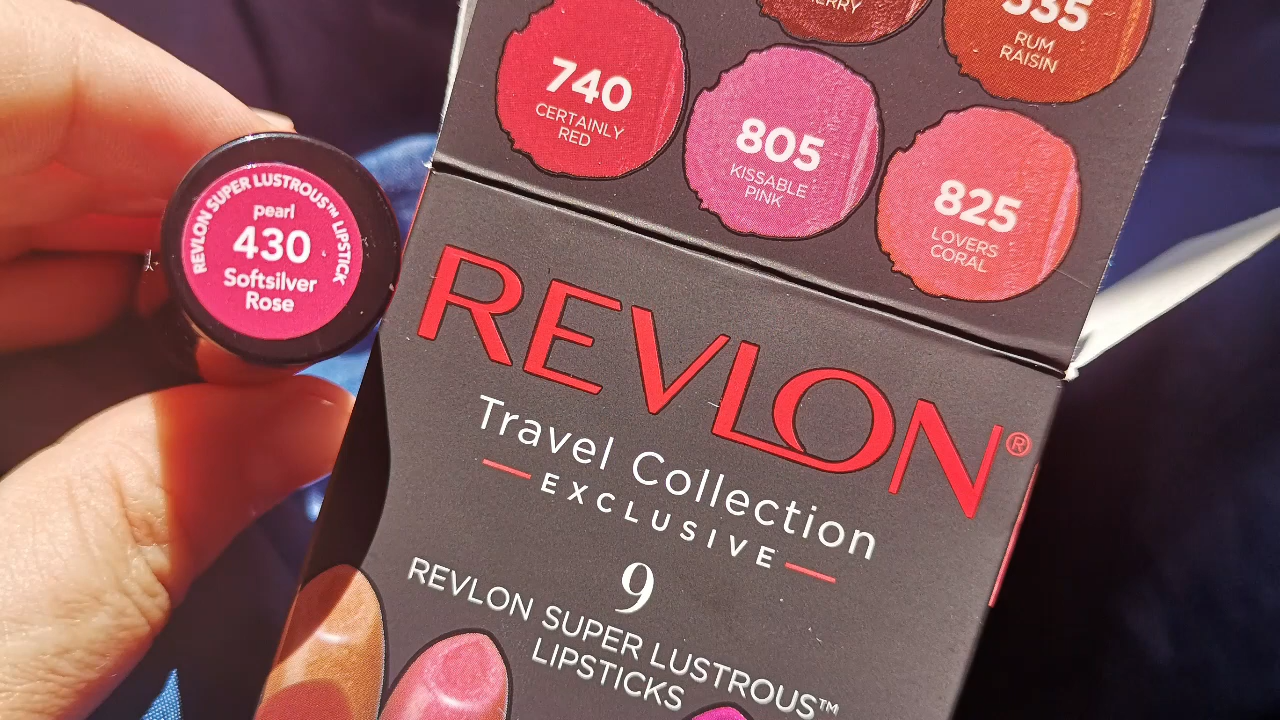 REVLON SUPER LUSTROUS™ LIPSTICK
pearl
430
Softsilver
Rose
535
RUM
RAISIN
740
CERTAINLY
RED
805
KISSABLE
PINK
825
LOVERS
CORAL
REVLON®
Travel Collection
EXCLUSIVE
9
REVLON SUPER LUSTROUS™
LIPSTICKS